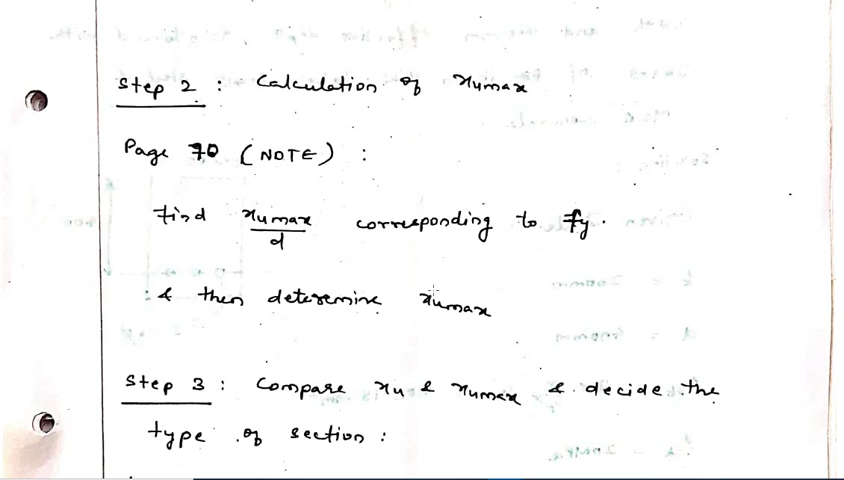 Step 2 : Calculation of xumax
Page 70 (NOTE) :
find xumax/d corresponding to fy.
& then determine xumax
Step 3 : Compare xu & xumax & decide the
type of section :